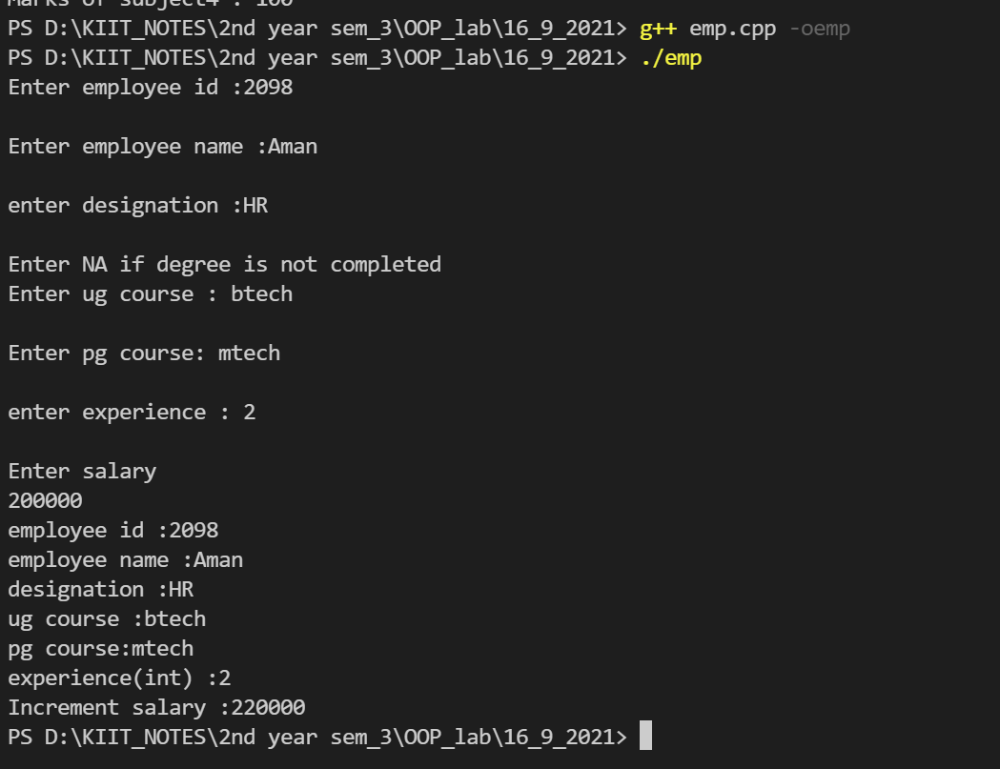 Marks of subject4 : 100
PS D:\KIIT_NOTES\2nd year sem_3\OOP_lab\16_9_2021> g++ emp.cpp -oemp
PS D:\KIIT_NOTES\2nd year sem_3\OOP_lab\16_9_2021> ./emp
Enter employee id :2098
Enter employee name :Aman
enter designation :HR
Enter NA if degree is not completed
Enter ug course : btech
Enter pg course: mtech
enter experience : 2
Enter salary
200000
employee id :2098
employee name :Aman
designation :HR
ug course :btech
pg course:mtech
experience(int) :2
Increment salary :220000
PS D:\KIIT_NOTES\2nd year sem_3\OOP_lab\16_9_2021>